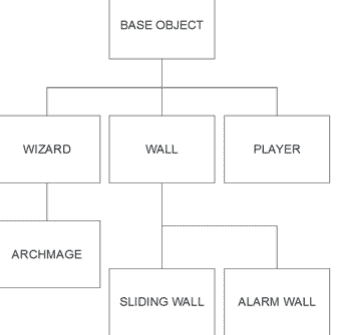 BASE OBJECT
WIZARD
WALL
PLAYER
ARCHMAGE
SLIDING WALL
ALARM WALL